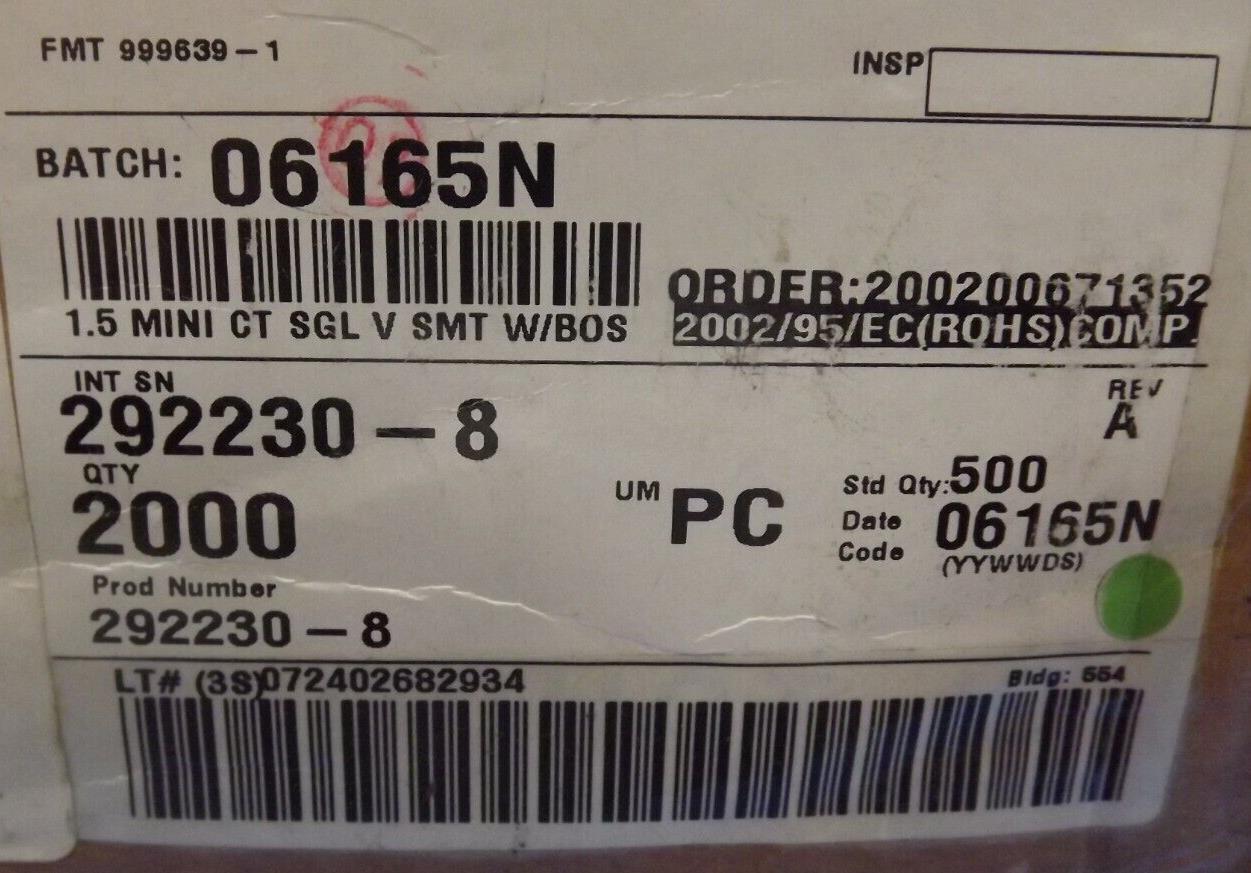 FMT 999639-1
INSP
BATCH: 06165N
1.5 MINI CT SGL V SMT W/BOS
ORDER:200200671352
2002/95/EC(ROHS)COMP.
INT SN
292230-8
REV
A
QTY
2000
UM PC
Std Qty:500
Date Code 06165N
(YYWWDS)
Prod Number
292230-8
LT# (3S)072402682934
Bldg: 554